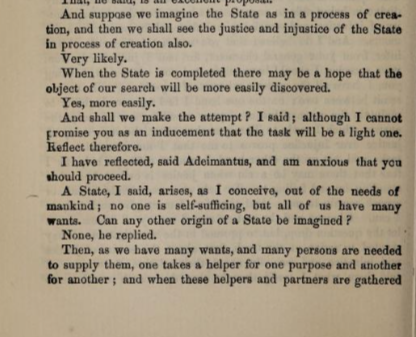 That, he said, is an excellent proposal.
And suppose we imagine the State as in a process of crea-
tion, and then we shall see the justice and injustice of the State
in process of creation also.
Very likely.
When the State is completed there may be a hope that the
object of our search will be more easily discovered.
Yes, more easily.
And shall we make the attempt ? I said ; although I cannot
promise you as an inducement that the task will be a light one.
Reflect therefore.
I have reflected, said Adeimantus, and am anxious that you
should proceed.
A State, I said, arises, as I conceive, out of the needs of
mankind ; no one is self-sufficing, but all of us have many
wants. Can any other origin of a State be imagined ?
None, he replied.
Then, as we have many wants, and many persons are needed
to supply them, one takes a helper for one purpose and another
for another ; and when these helpers and partners are gathered